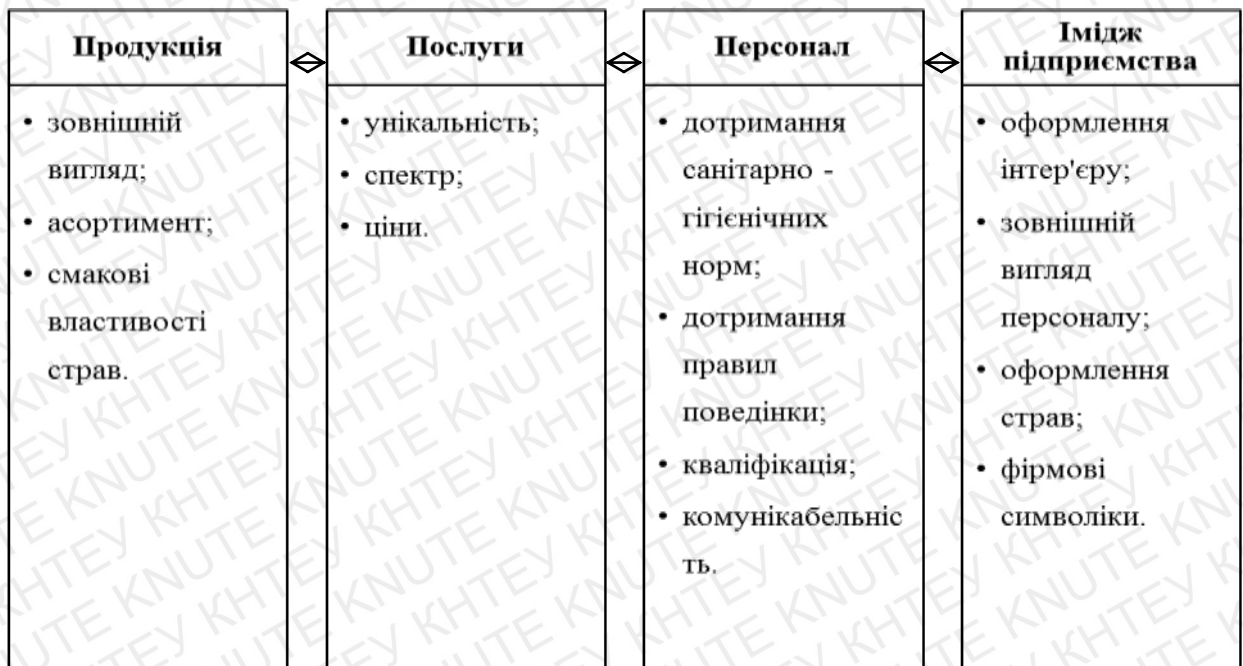 Продукція
• зовнішній
вигляд;
• асортимент;
• смакові
властивості
страв.
Послуги
• унікальність;
• спектр;
• ціни.
Персонал
• дотримання
санітарно -
гігієнічних
норм;
• дотримання
правил
поведінки;
• кваліфікація;
• комунікабельніс
ть.
Імідж
підприємства
• оформлення
інтер'єру;
• зовнішній
вигляд
персоналу;
• оформлення
страв;
• фірмові
символіки.
КНТЕУ KNUTE